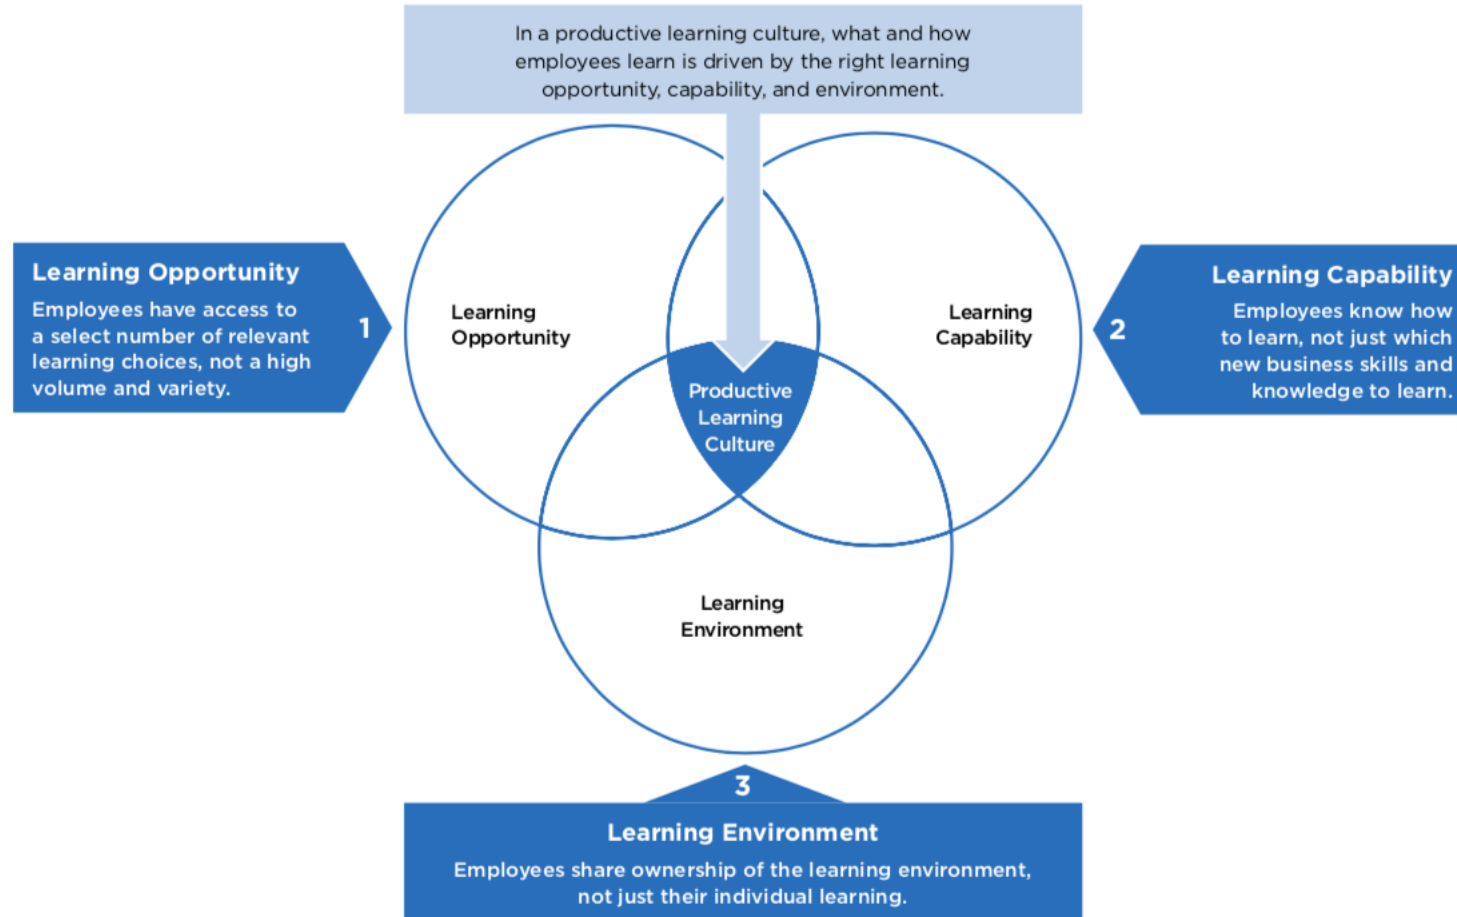 In a productive learning culture, what and how
employees learn is driven by the right learning
opportunity, capability, and environment.
Learning Opportunity
Employees have access to
a select number of relevant
learning choices, not a high
volume and variety.
1
Learning
Opportunity
Learning
Capability
2
Learning Capability
Employees know how
to learn, not just which
new business skills and
knowledge to learn.
Productive
Learning
Culture
Learning
Environment
3
Learning Environment
Employees share ownership of the learning environment,
not just their individual learning.